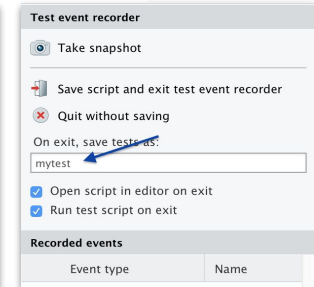 Test event recorder
Take snapshot
Save script and exit test event recorder
Quit without saving
On exit, save tests as:
mytest
Open script in editor on exit
Run test script on exit
Recorded events
Event type Name